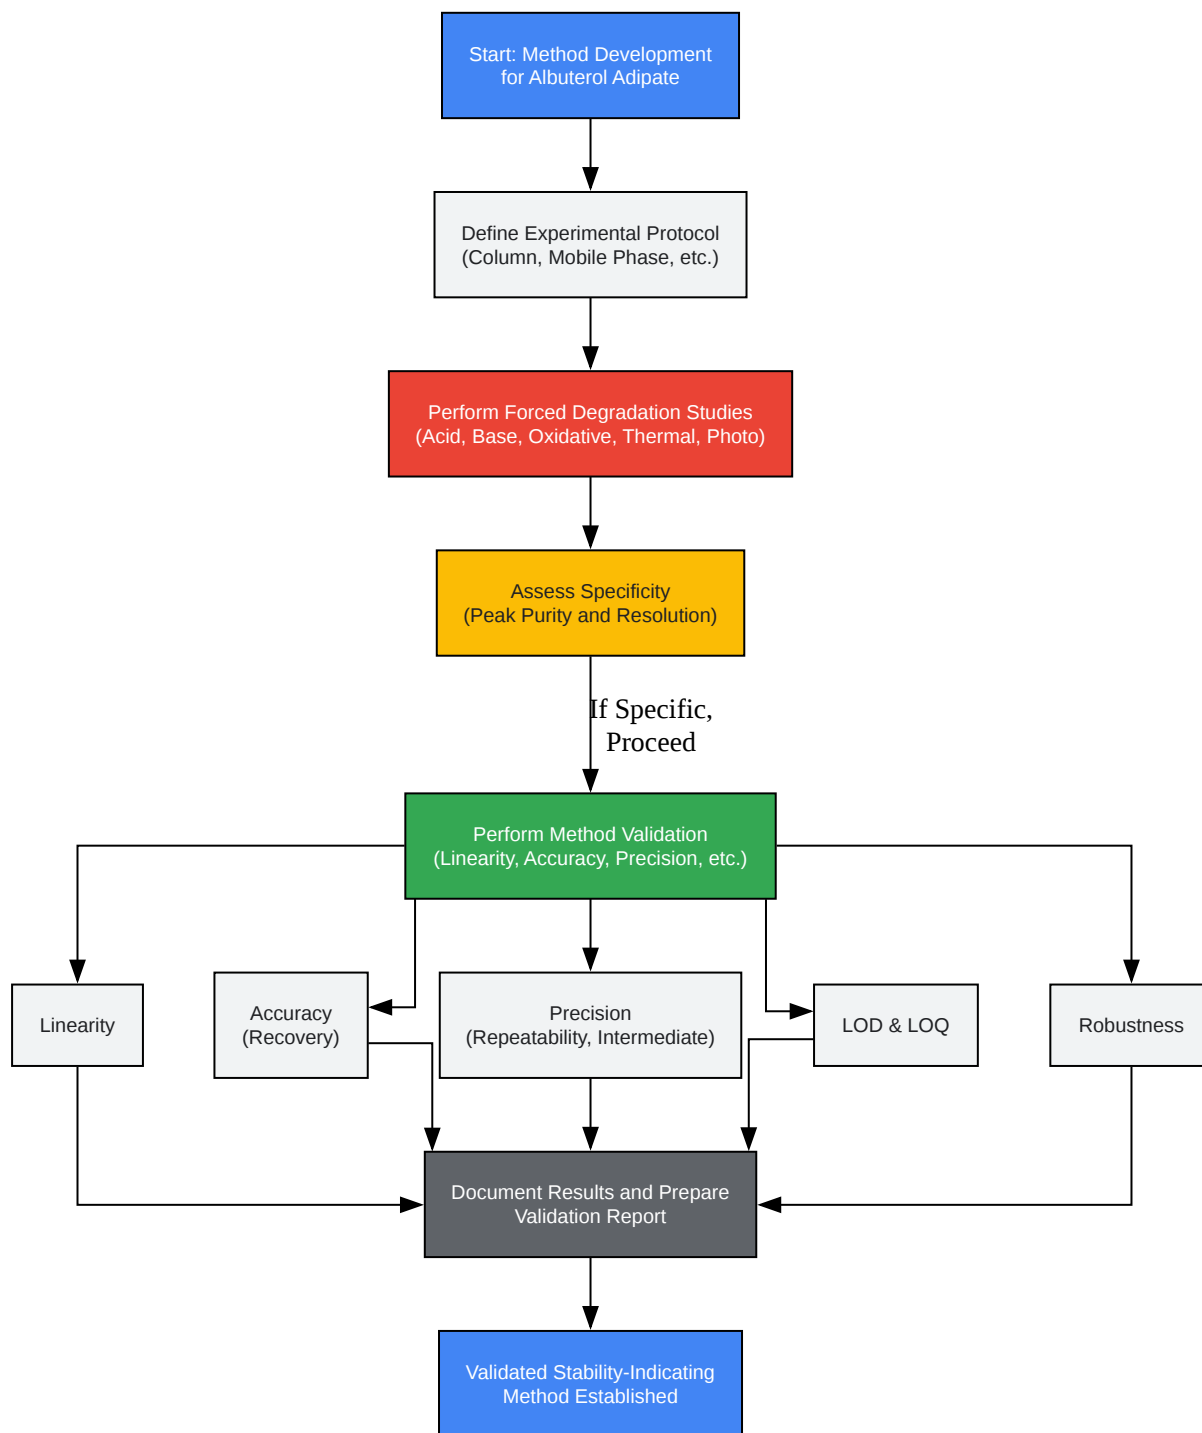 Start: Method Development
for Albuterol Adipate
Define Experimental Protocol
(Column, Mobile Phase, etc.)
Perform Forced Degradation Studies
(Acid, Base, Oxidative, Thermal, Photo)
Assess Specificity
(Peak Purity and Resolution)
If Specific,
Proceed
Perform Method Validation
(Linearity, Accuracy, Precision, etc.)
Linearity
Accuracy
(Recovery)
Precision
(Repeatability, Intermediate)
LOD & LOQ
Robustness
Document Results and Prepare
Validation Report
Validated Stability-Indicating
Method Established